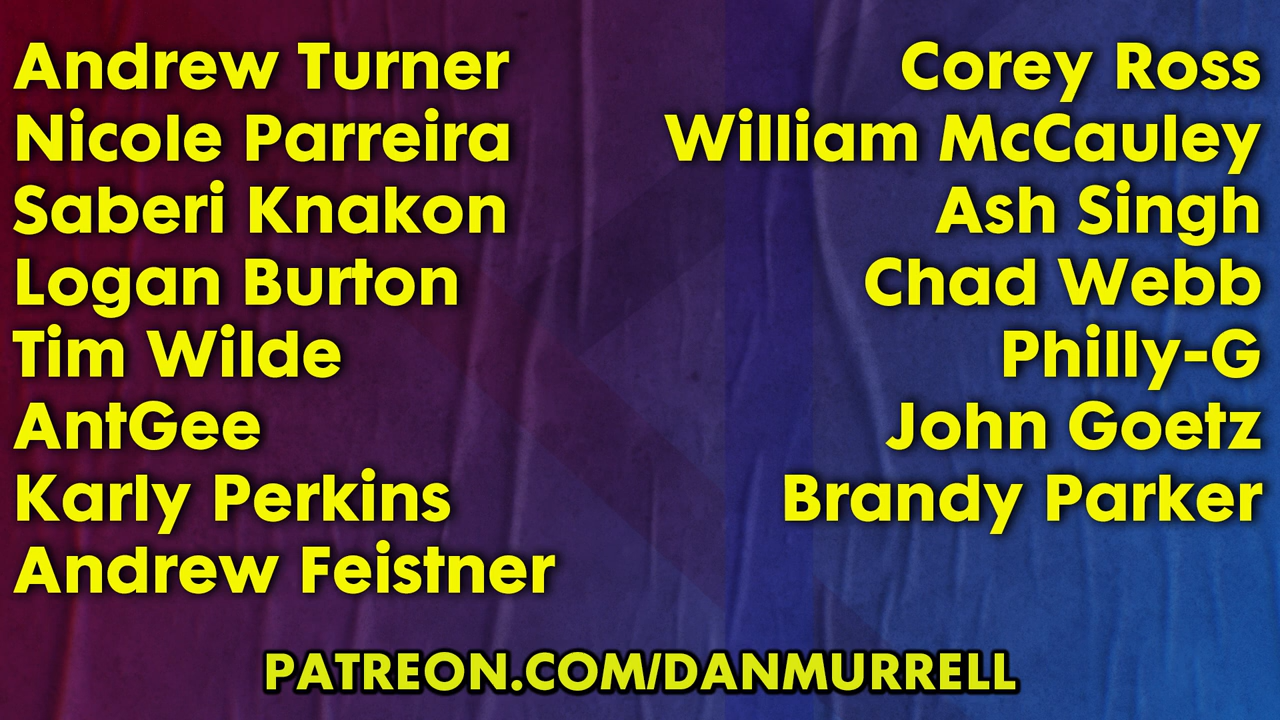 Andrew Turner
Nicole Parreira
Saberi Knakon
Logan Burton
Tim Wilde
AntGee
Karly Perkins
Andrew Feistner
Corey Ross
William McCauley
Ash Singh
Chad Webb
Philly-G
John Goetz
Brandy Parker
PATREON.COM/DANMURRELL